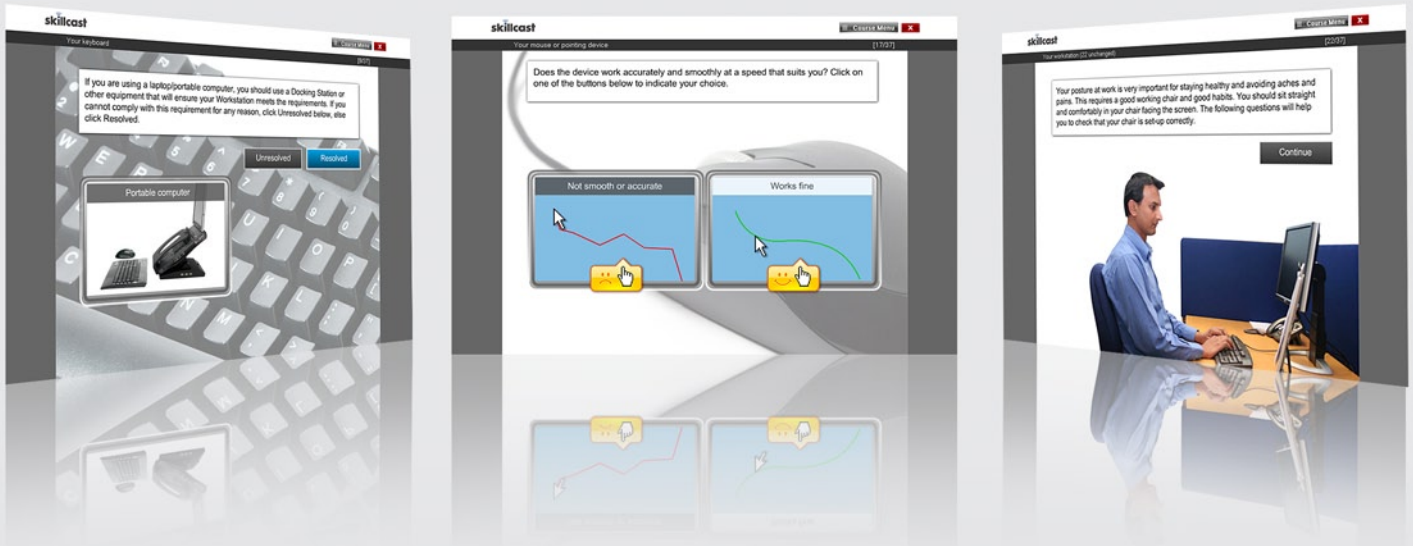 skillcast
Course Menu X
Your keyboard
[9/37]
If you are using a laptop/portable computer, you should use a Docking Station or
other equipment that will ensure your Workstation meets the requirements. If you
cannot comply with this requirement for any reason, click Unresolved below, else
click Resolved.
Unresolved Resolved
Portable computer
skillcast
Course Menu X
Your mouse or pointing device [17/37]
Does the device work accurately and smoothly at a speed that suits you? Click on
one of the buttons below to indicate your choice.
Not smooth or accurate
Works fine
skillcast
Course Menu X
Your workstation (22 unchanged) [22/37]
Your posture at work is very important for staying healthy and avoiding aches and
pains. This requires a good working chair and good habits. You should sit straight
and comfortably in your chair facing the screen. The following questions will help
you to check that your chair is set-up correctly.
Continue